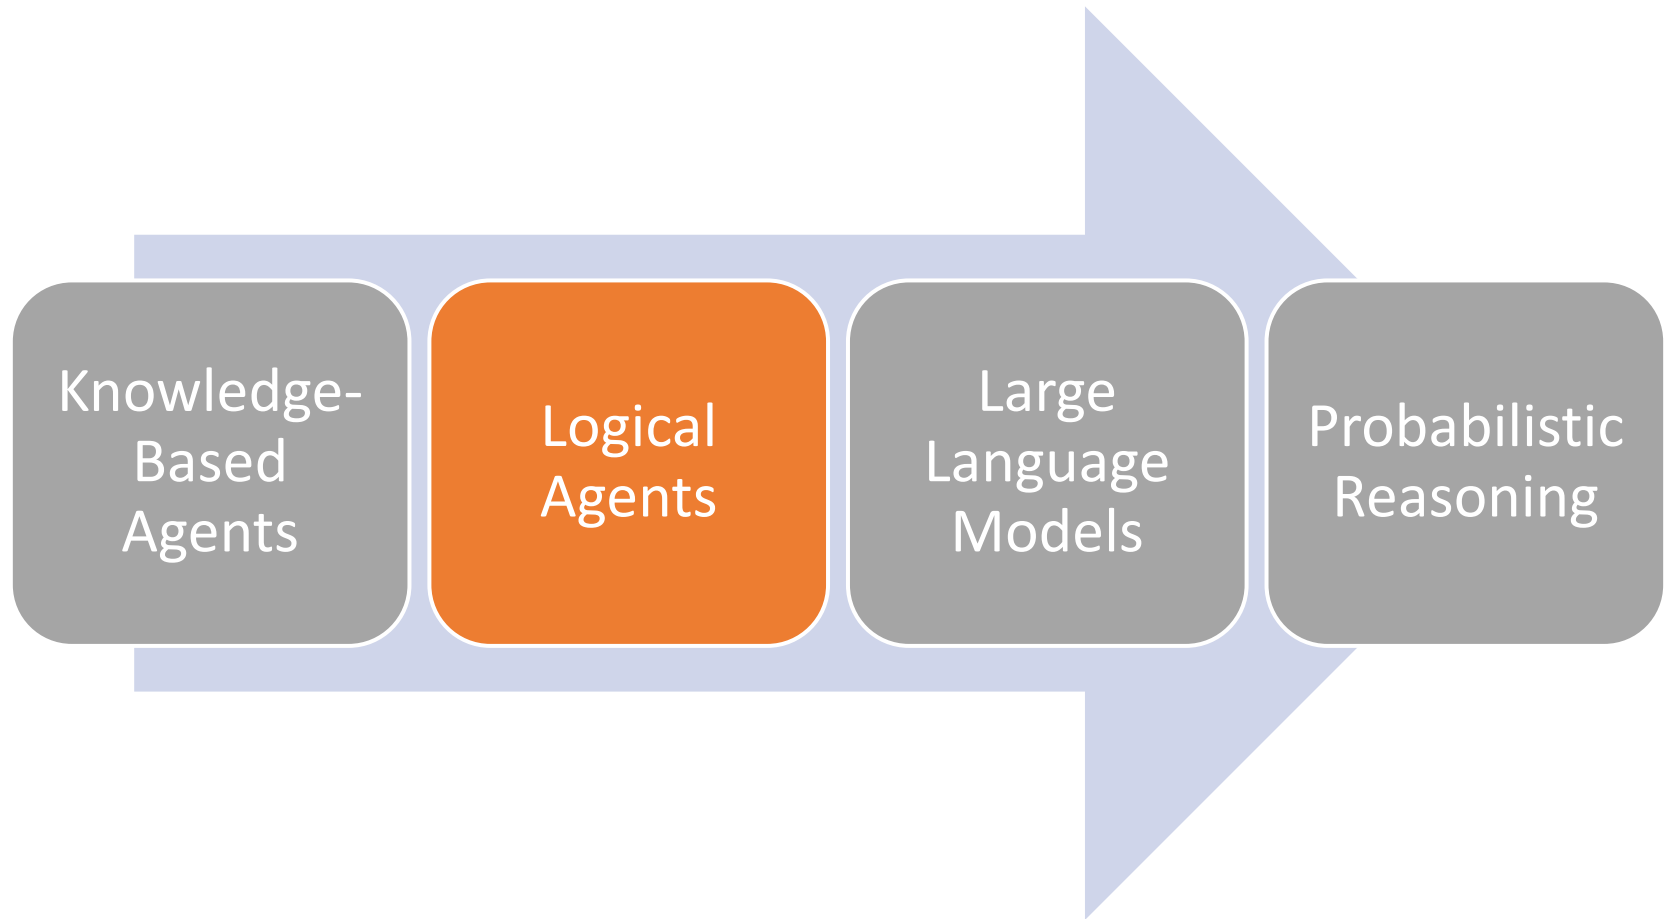 Knowledge-
Based
Agents
Logical
Agents
Large
Language
Models
Probabilistic
Reasoning